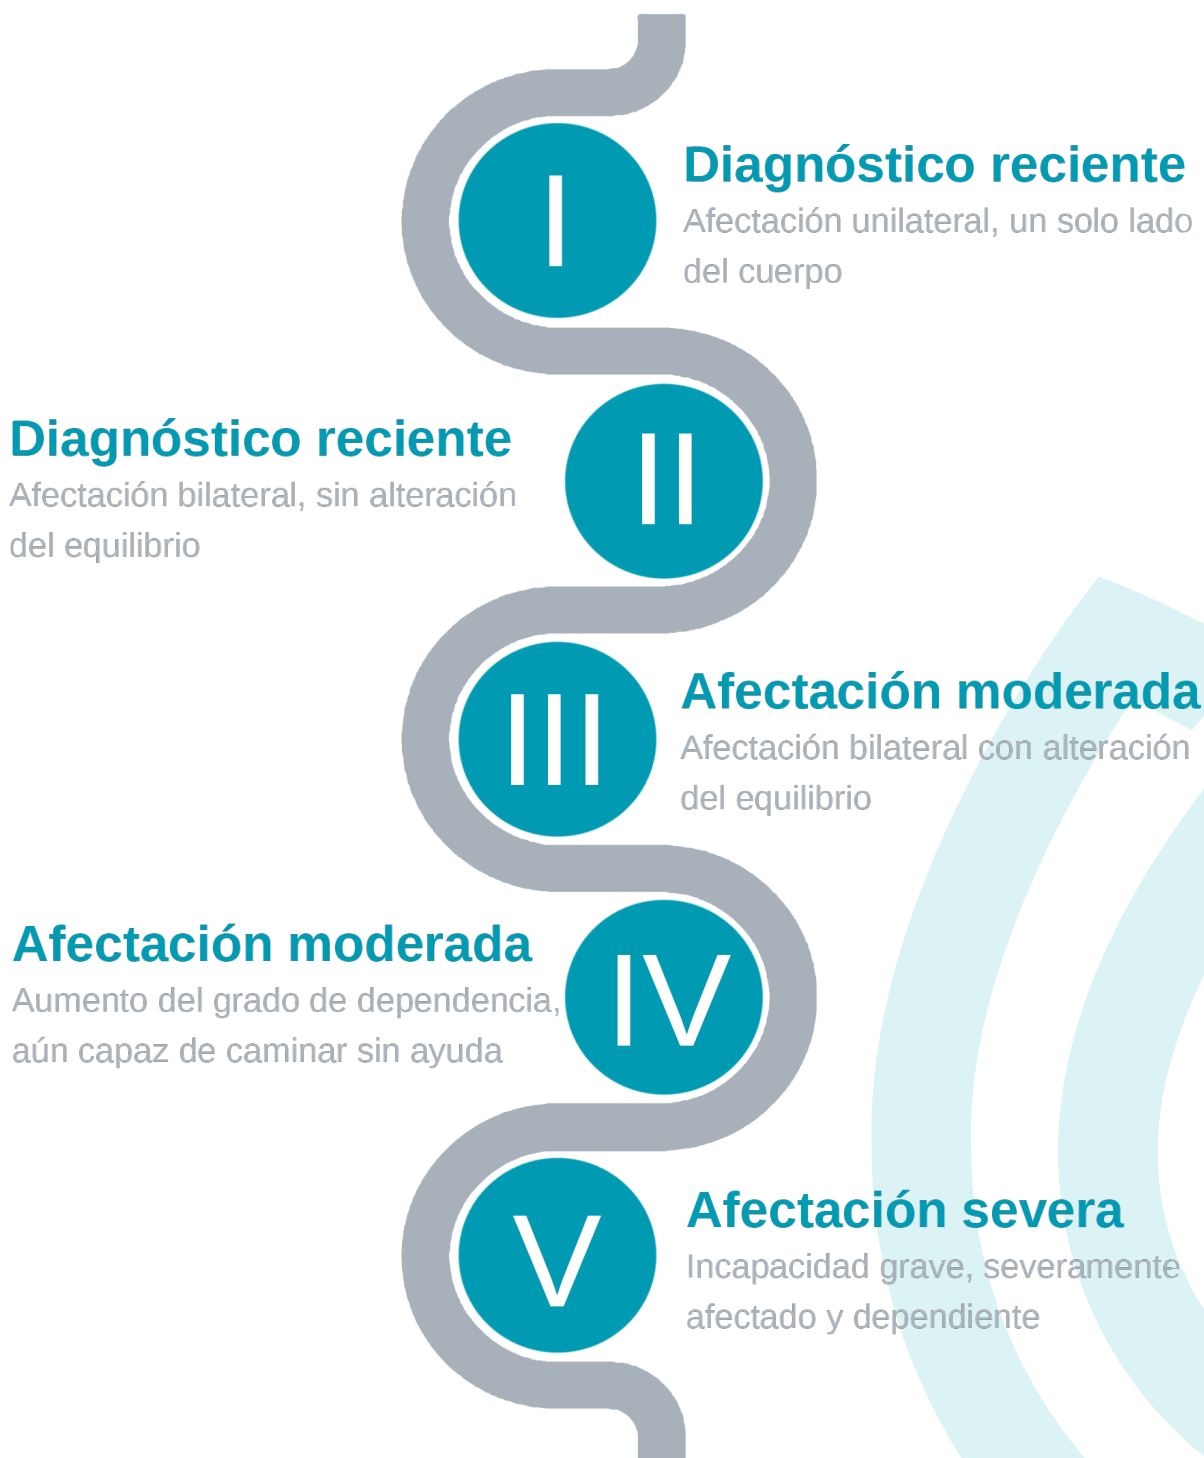 I
Diagnóstico reciente
Afectación unilateral, un solo lado
del cuerpo
Diagnóstico reciente
Afectación bilateral, sin alteración
del equilibrio
II
III
Afectación moderada
Afectación bilateral con alteración
del equilibrio
Afectación moderada
Aumento del grado de dependencia,
aún capaz de caminar sin ayuda
IV
V
Afectación severa
Incapacidad grave, severamente
afectado y dependiente